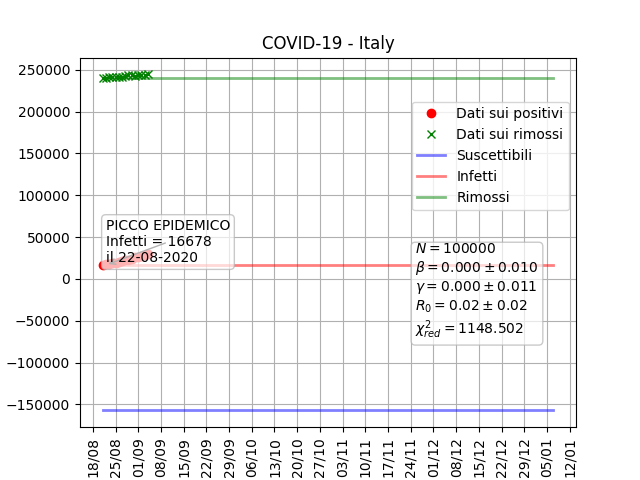 COVID-19 - Italy
250000
200000
150000
100000
50000
0
−50000
−100000
−150000
Dati sui positivi
Dati sui rimossi
Suscettibili
Infetti
Rimossi
PICCO EPIDEMICO
Infetti = 16678
il 22-08-2020
N = 100000
β = 0.000 ± 0.010
γ = 0.000 ± 0.011
R₀ = 0.02 ± 0.02
χ²_red = 1148.502
18/08
25/08
01/09
08/09
15/09
22/09
29/09
06/10
13/10
20/10
27/10
03/11
10/11
17/11
24/11
01/12
08/12
15/12
22/12
29/12
05/01
12/01